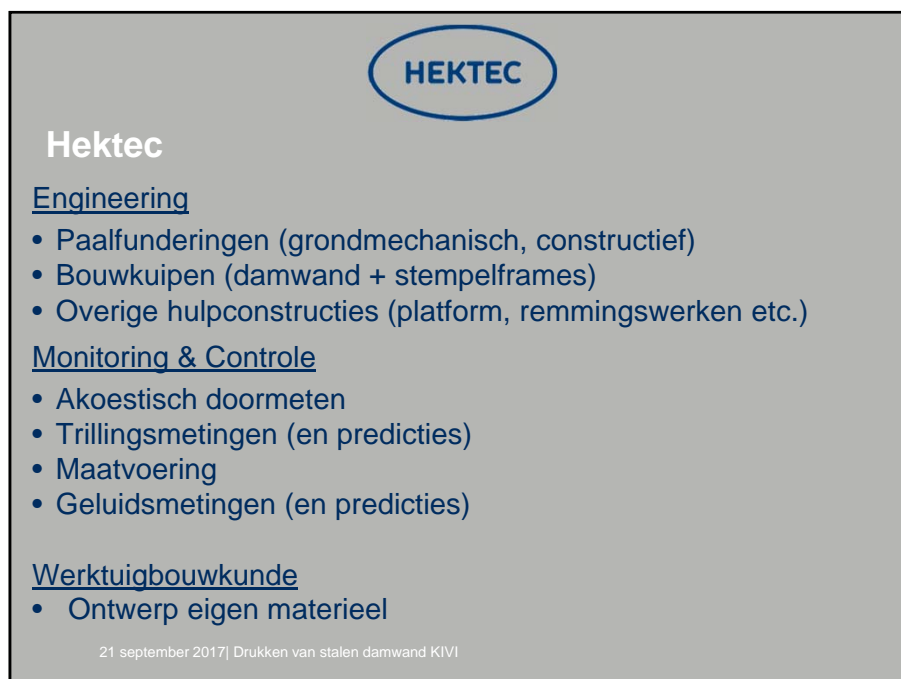 HEKTEC
Hektec
Engineering
• Paalfunderingen (grondmechanisch, constructief)
• Bouwkuipen (damwand + stempelframes)
• Overige hulpconstructies (platform, remmingswerken etc.)
Monitoring & Controle
• Akoestisch doormeten
• Trillingsmetingen (en predicties)
• Maatvoering
• Geluidsmetingen (en predicties)
Werktuigbouwkunde
• Ontwerp eigen materieel
21 september 2017| Drukken van stalen damwand KIVI